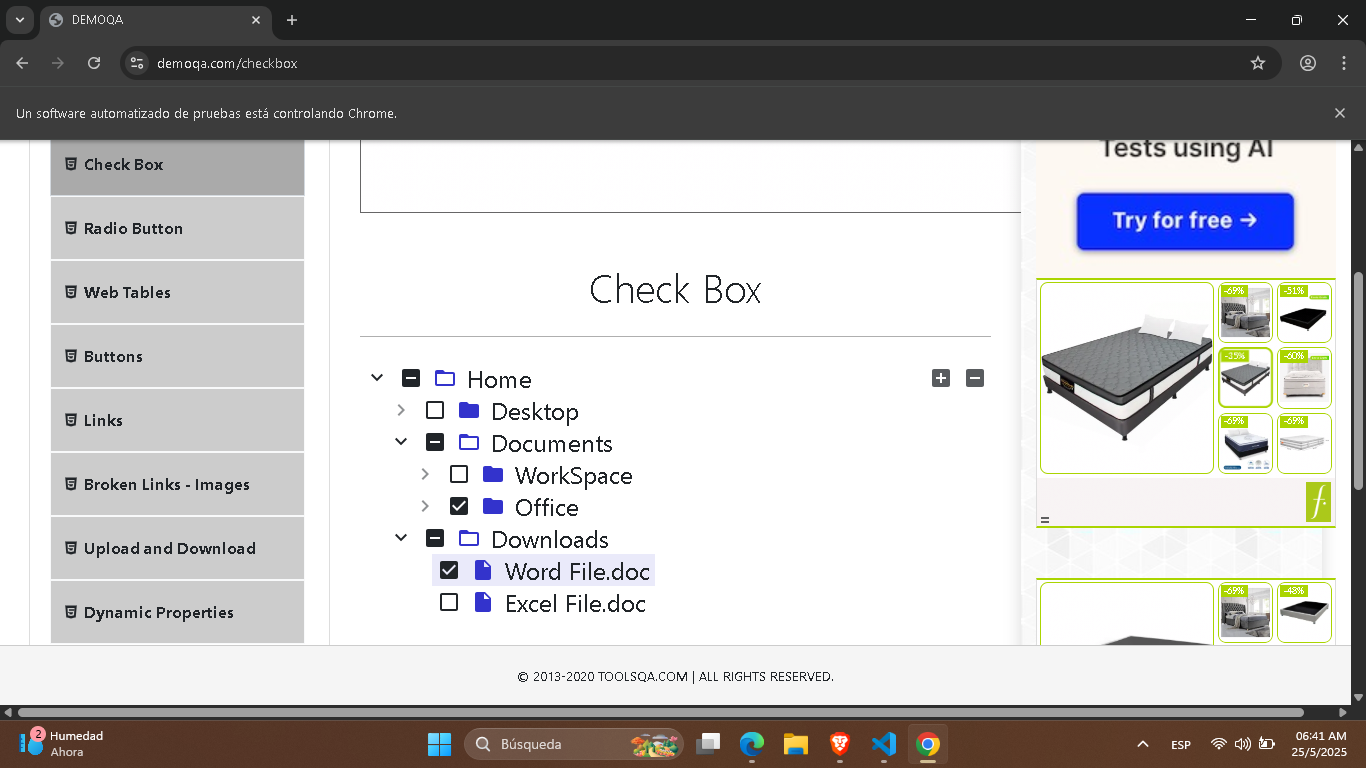 DEMOQA
demoqa.com/checkbox
Un software automatizado de pruebas está controlando Chrome.
Check Box
Radio Button
Web Tables
Buttons
Links
Broken Links - Images
Upload and Download
Dynamic Properties
Check Box
Home
Desktop
Documents
WorkSpace
Office
Downloads
Word File.doc
Excel File.doc
Tests using AI
Try for free →
-69%
-51%
-35%
-60%
-69%
-69%
f.
-69%
-48%
© 2013-2020 TOOLSQA.COM | ALL RIGHTS RESERVED.
2
Humedad
Ahora
Búsqueda
ESP
06:41 AM
25/5/2025